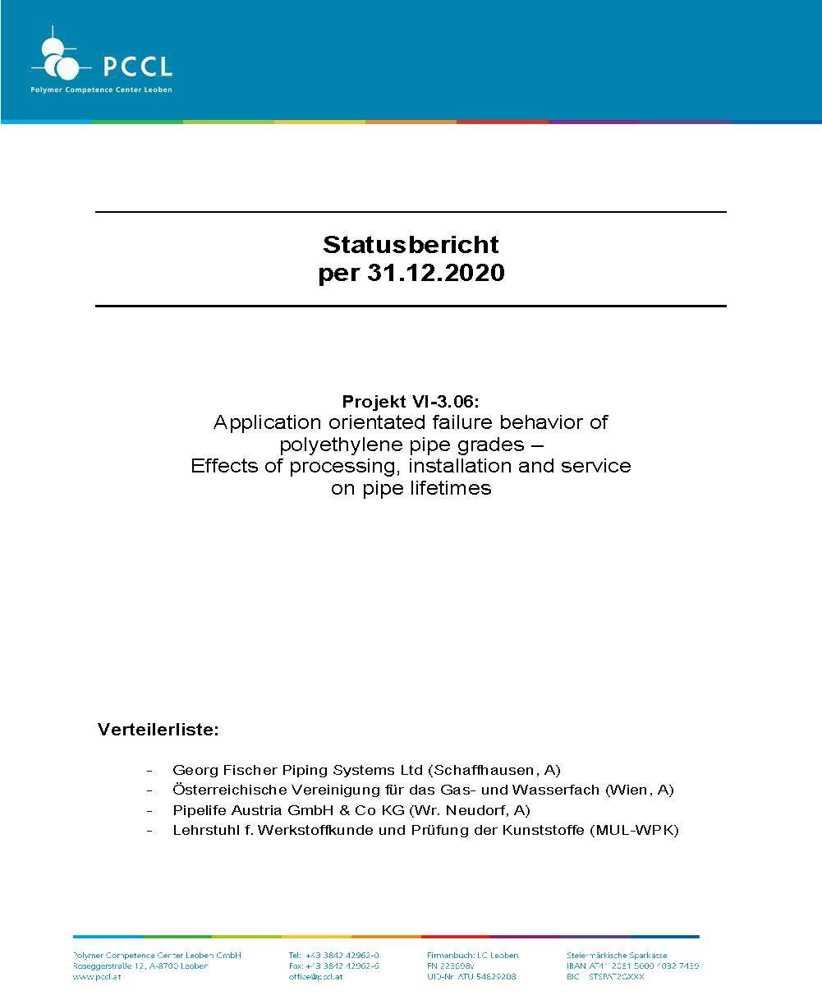 PCCL
Polymer Competence Center Leoben
Statusbericht
per 31.12.2020
Projekt VI-3.06:
Application orientated failure behavior of
polyethylene pipe grades –
Effects of processing, installation and service
on pipe lifetimes
Verteilerliste:
- Georg Fischer Piping Systems Ltd (Schaffhausen, A)
- Österreichische Vereinigung für das Gas- und Wasserfach (Wien, A)
- Pipelife Austria GmbH & Co KG (Wr. Neudorf, A)
- Lehrstuhl f. Werkstoffkunde und Prüfung der Kunststoffe (MUL-WPK)
Polymer Competence Center Leoben GmbH
Roseggerstraße 12, A-8700 Leoben
www.pccl.at
Tel: +43 3842 42962-0
Fax: +43 3842 42962-6
office@pccl.at
Firmenbuch: LG Leoben
FN 223698v
UID-Nr. ATU 54829208
Steiermärkische Sparkasse
IBAN AT41 2081 5000 4082 7439
BIC STSPAT2GXXX